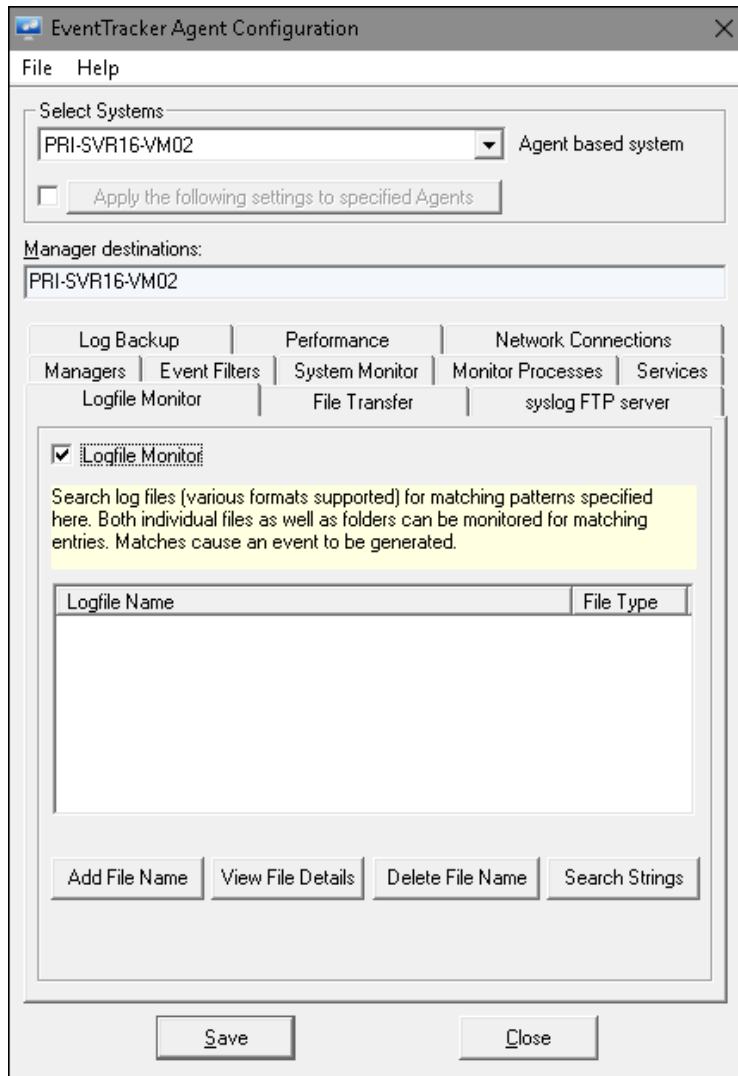 EventTracker Agent Configuration
File Help
Select Systems
PRI-SVR16-VM02 Agent based system
Apply the following settings to specified Agents
Manager destinations:
PRI-SVR16-VM02
Log Backup Performance Network Connections
Managers Event Filters System Monitor Monitor Processes Services
Logfile Monitor File Transfer syslog FTP server
Logfile Monitor
Search log files (various formats supported) for matching patterns specified
here. Both individual files as well as folders can be monitored for matching
entries. Matches cause an event to be generated.
Logfile Name File Type
Add File Name View File Details Delete File Name Search Strings
Save Close